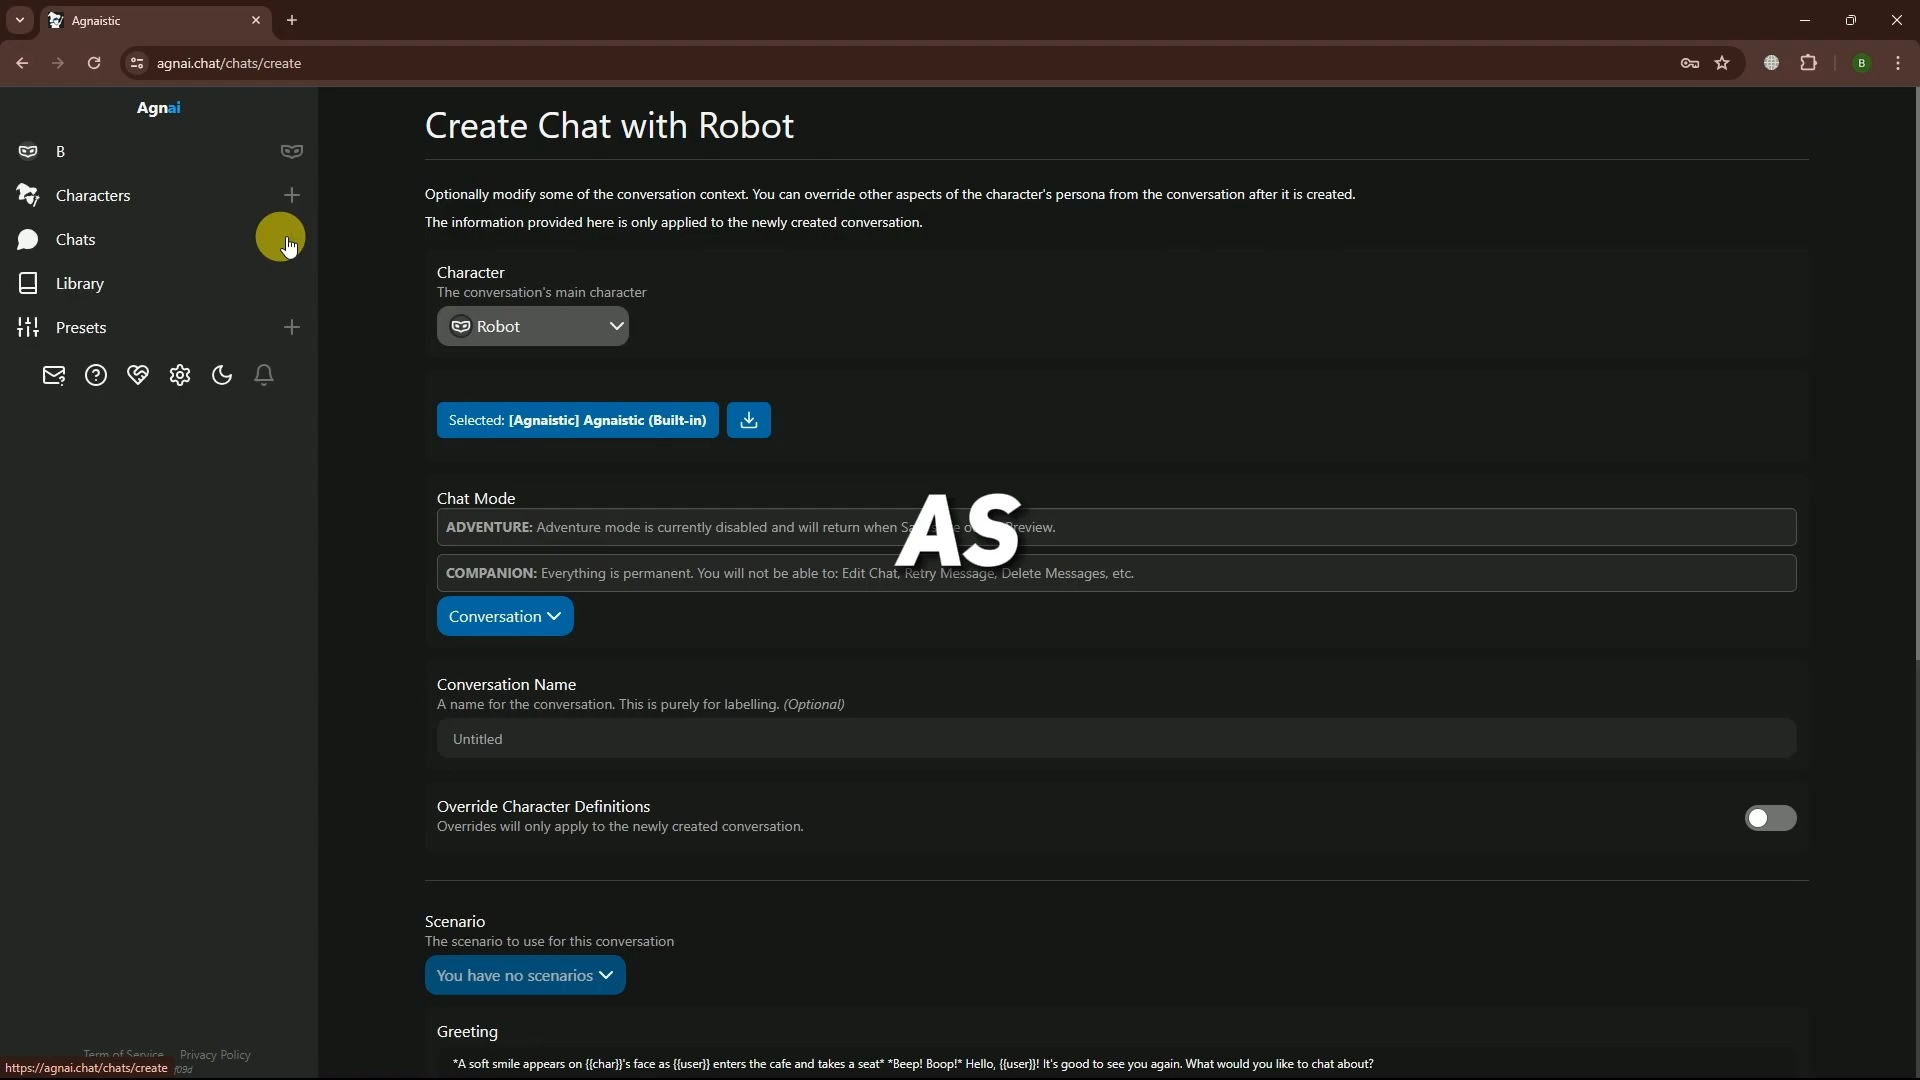 Agnaistic
agnai.chat/chats/create
B
Agnai
B
Characters
Chats
Library
Presets
Create Chat with Robot
Optionally modify some of the conversation context. You can override other aspects of the character's persona from the conversation after it is created.
The information provided here is only applied to the newly created conversation.
Character
The conversation's main character
Robot
Selected: [Agnaistic] Agnaistic (Built-in)
Chat Mode
ADVENTURE: Adventure mode is currently disabled and will return when
AS
COMPANION: Everything is permanent. You will not be able to: Edit Chat, Retry Message, Delete Messages, etc.
Conversation
Conversation Name
A name for the conversation. This is purely for labelling. (Optional)
Untitled
Override Character Definitions
Overrides will only apply to the newly created conversation.
Scenario
The scenario to use for this conversation
You have no scenarios
Greeting
*A soft smile appears on {{char}}'s face as {{user}} enters the cafe and takes a seat* *Beep! Boop!* Hello, {{user}}! It's good to see you again. What would you like to chat about?
Term of Service Privacy Policy
https://agnai.chat/chats/create